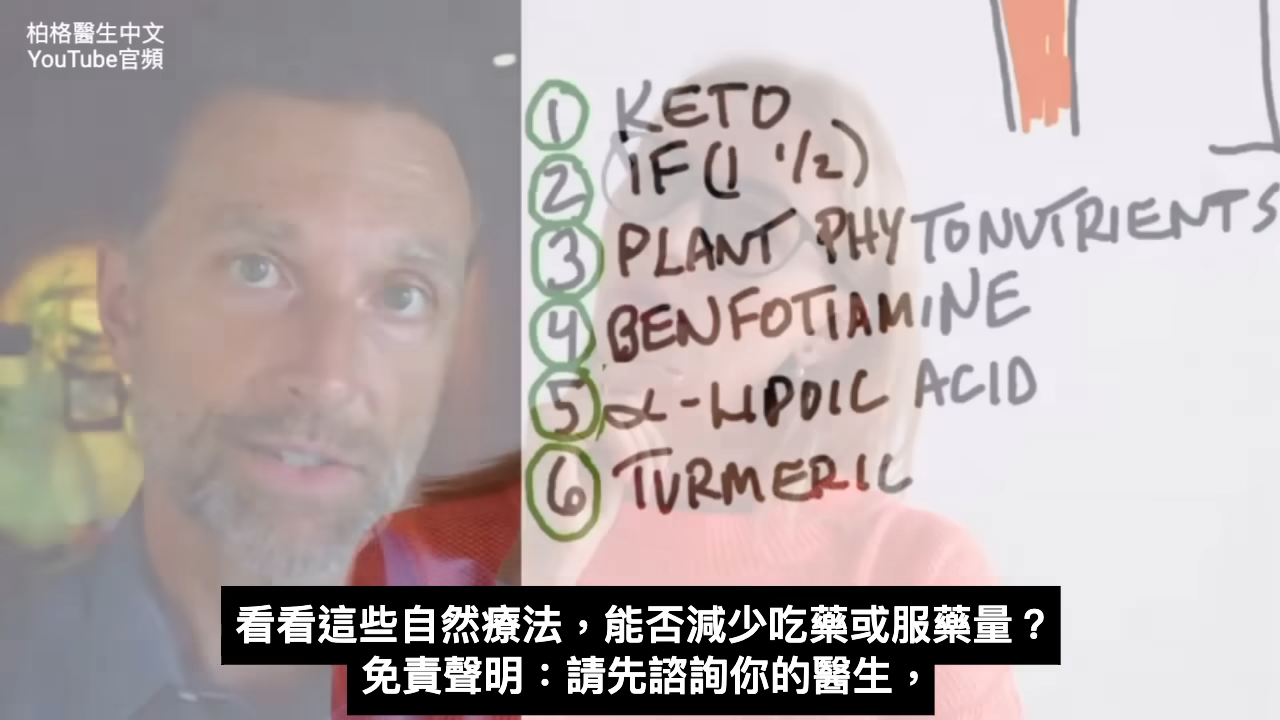 柏格醫生中文
YouTube官頻
1 KETO
2 IF (1 1/2)
3 PLANT PHYTONUTRIENTS
4 BENFOTIAMINE
5 α-LIPOIC ACID
6 TURMERIC
看看這些自然療法，能否減少吃藥或服藥量？
免責聲明：請先諮詢你的醫生，